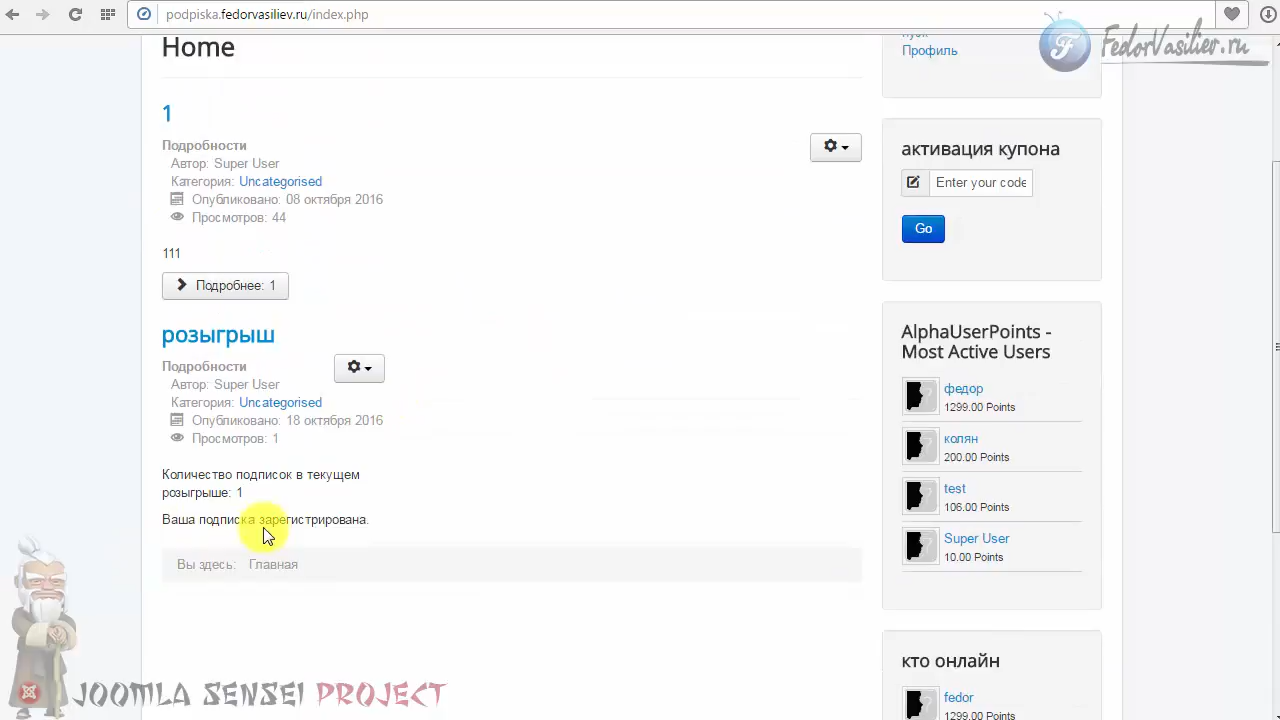 podpiska.fedorvasiliev.ru/index.php
FedorVasiliev.ru
Home
Профиль
1
Подробности
Автор: Super User
Категория: Uncategorised
Опубликовано: 08 октября 2016
Просмотров: 44
111
Подробнее: 1
розыгрыш
Подробности
Автор: Super User
Категория: Uncategorised
Опубликовано: 18 октября 2016
Просмотров: 1
Количество подписок в текущем
розыгрыше: 1
Ваша подписка зарегистрирована.
Вы здесь: Главная
активация купона
Enter your code
Go
AlphaUserPoints -
Most Active Users
федор
1299.00 Points
колян
200.00 Points
test
106.00 Points
Super User
10.00 Points
кто онлайн
fedor
1299.00 Points
JOOMLA SENSEI PROJECT